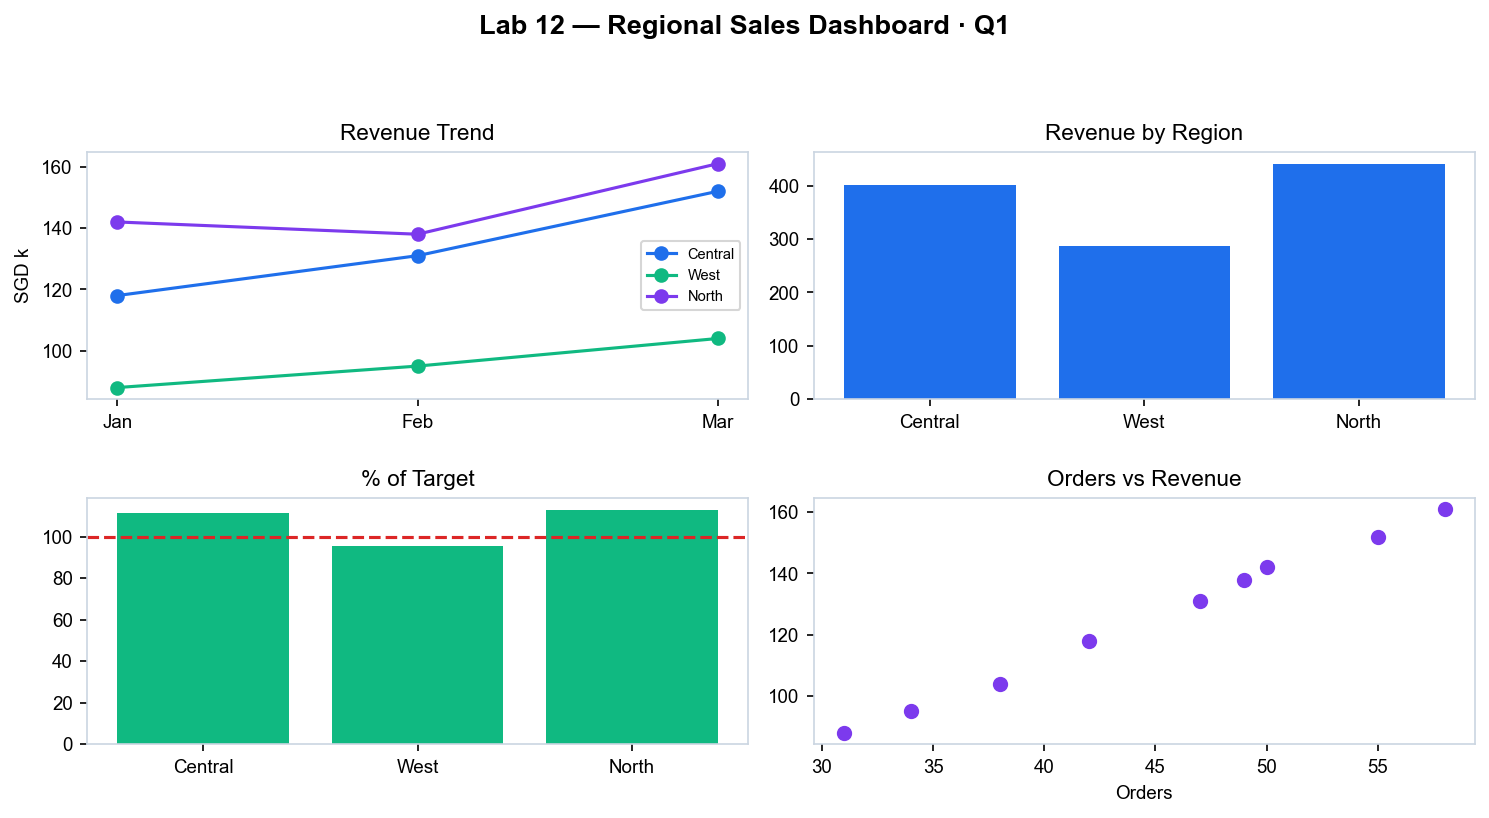 Lab 12 — Regional Sales Dashboard · Q1
Revenue Trend
SGD k
160
140
120
100
Jan Feb Mar
Central
West
North
Revenue by Region
400
300
200
100
0
Central West North
% of Target
100
80
60
40
20
0
Central West North
Orders vs Revenue
160
140
120
100
30 35 40 45 50 55
Orders